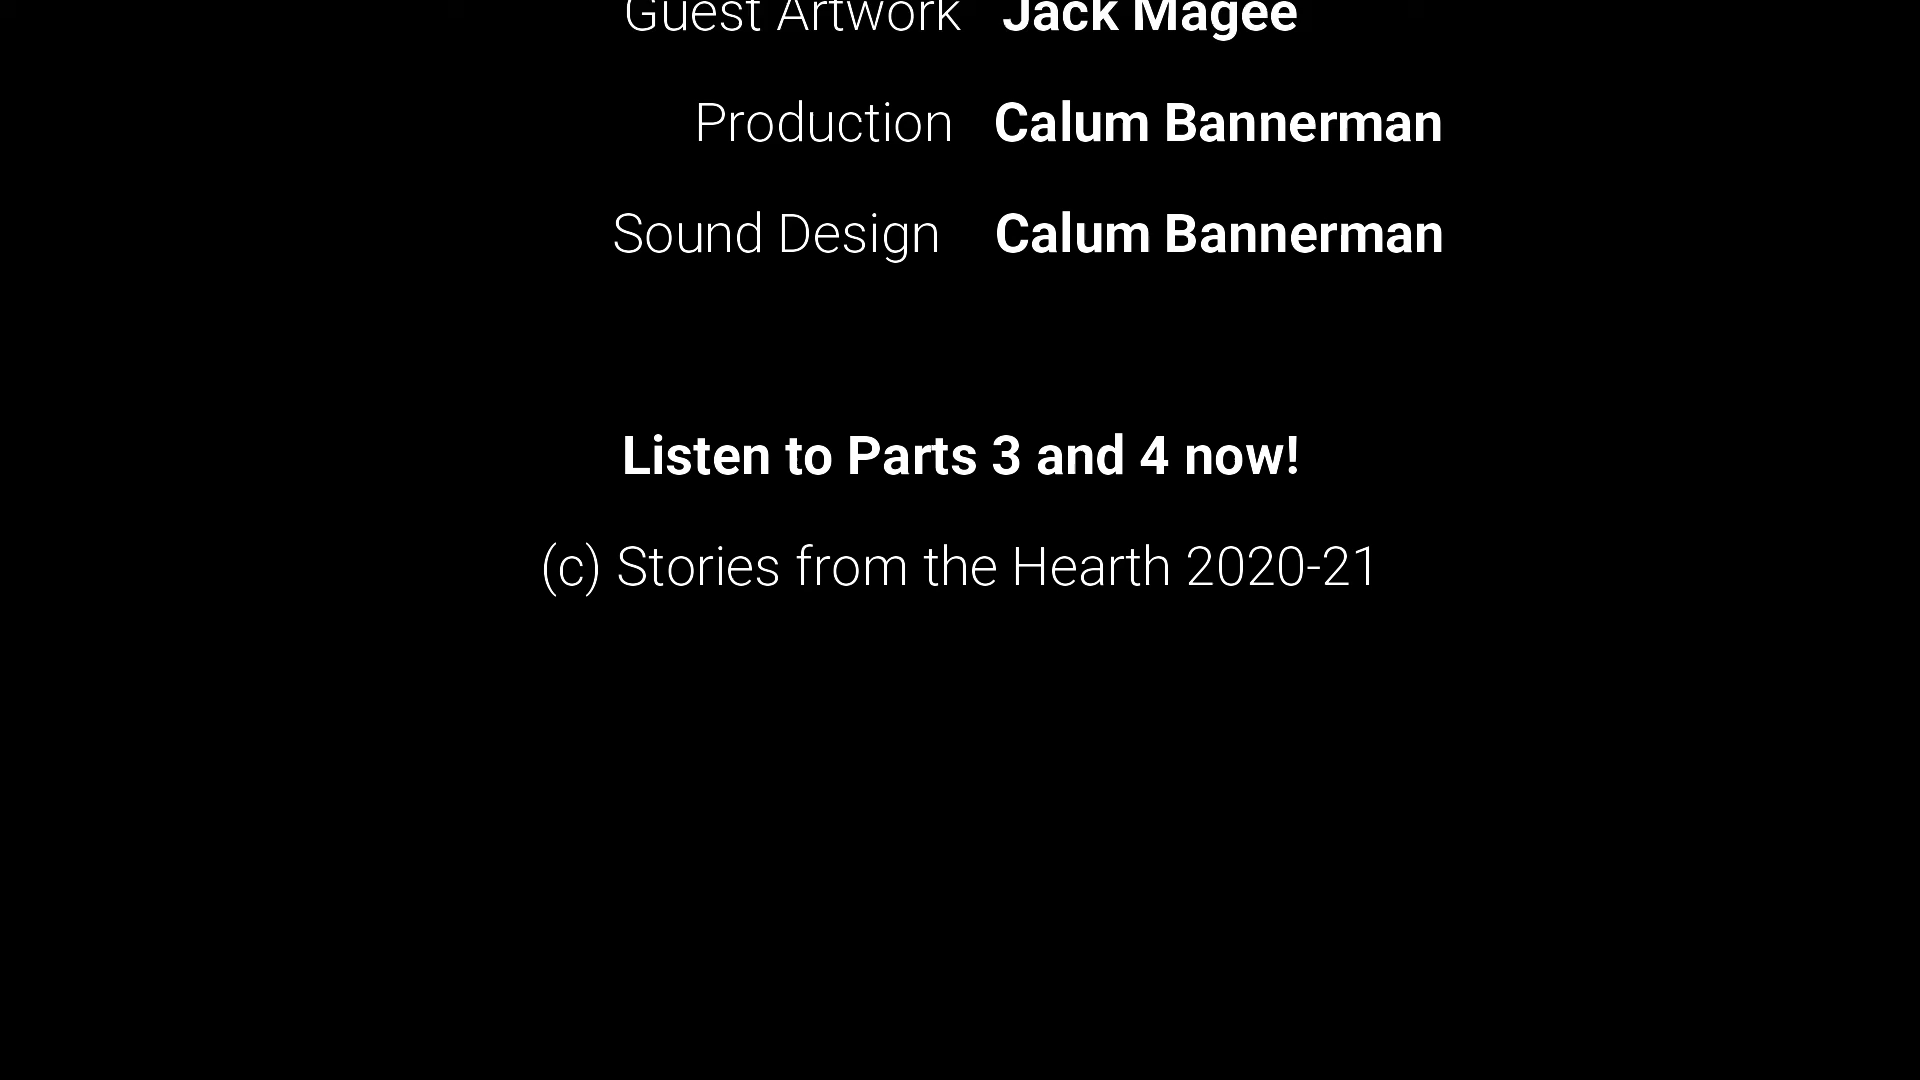 Guest Artwork Jack Magee
Production Calum Bannerman
Sound Design Calum Bannerman
Listen to Parts 3 and 4 now!
(c) Stories from the Hearth 2020-21